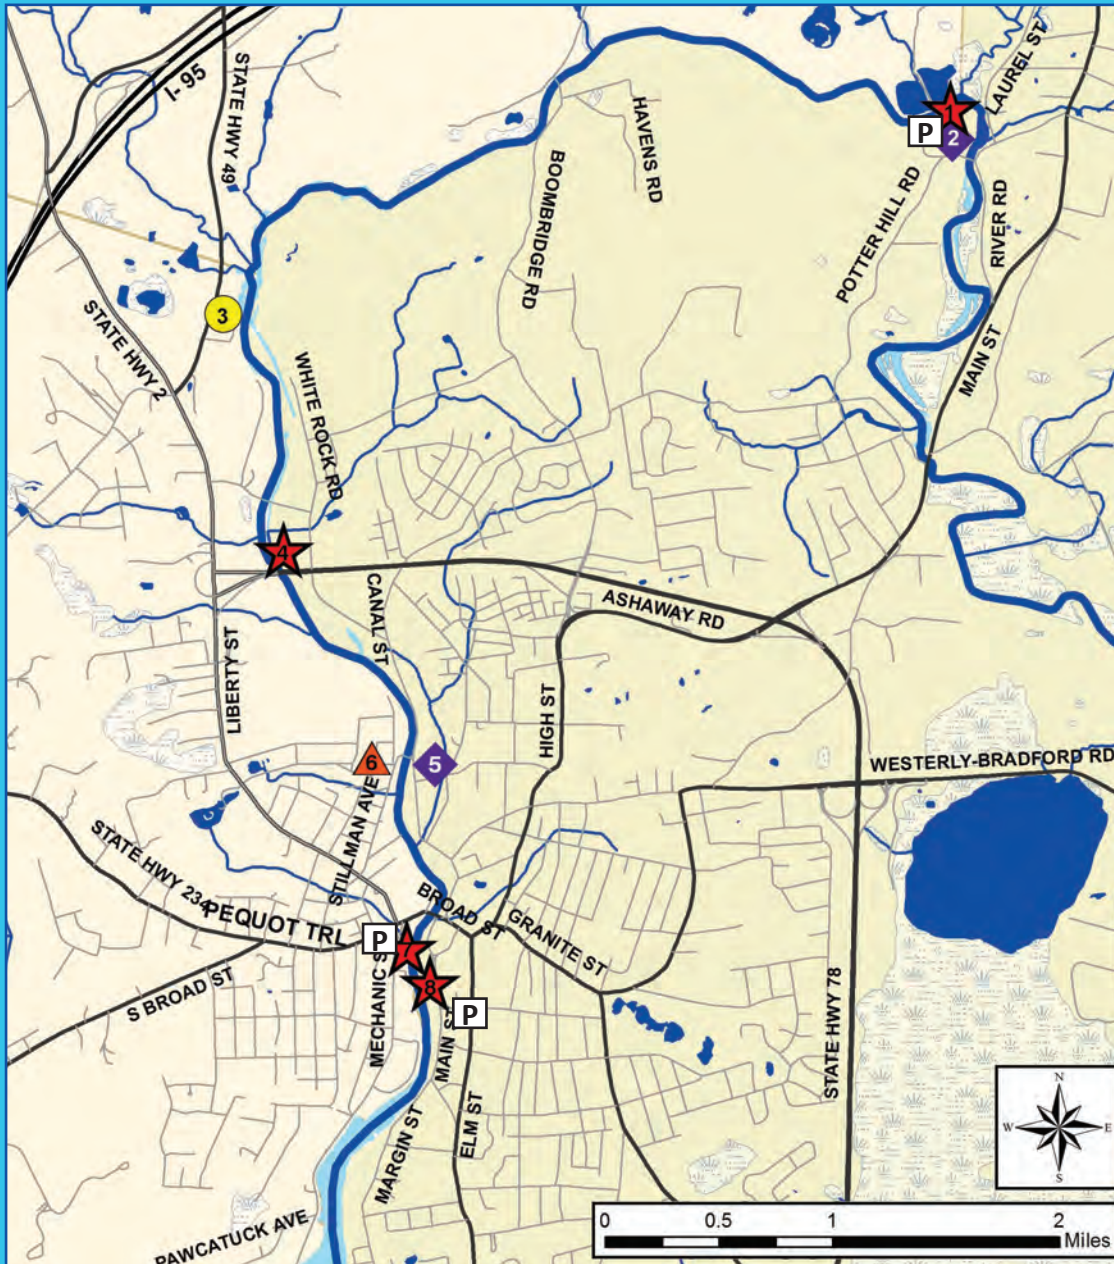 I- 95
STATE HWY 49
LAUREL ST
1
P
2
HAVENS RD
BOOMBRIDGE RD
POTTER HILL RD
RIVER RD
3
STATE HWY 2
MAIN ST
WHITE ROCK RD
4
CANAL ST
ASHAWAY RD
LIBERTY ST
HIGH ST
6
5
WESTERLY-BRADFORD RD
STILLMAN AVE
STATE HWY 234
PEQUOT TRL
BROAD ST
GRANITE ST
P
7
S BROAD ST
8
P
MECHANIC S
MAIN S
STATE HWY 78
ELM ST
MARGIN ST
PAWCATUCK AVE
N
W
E
S
0 0.5 1 2
Miles